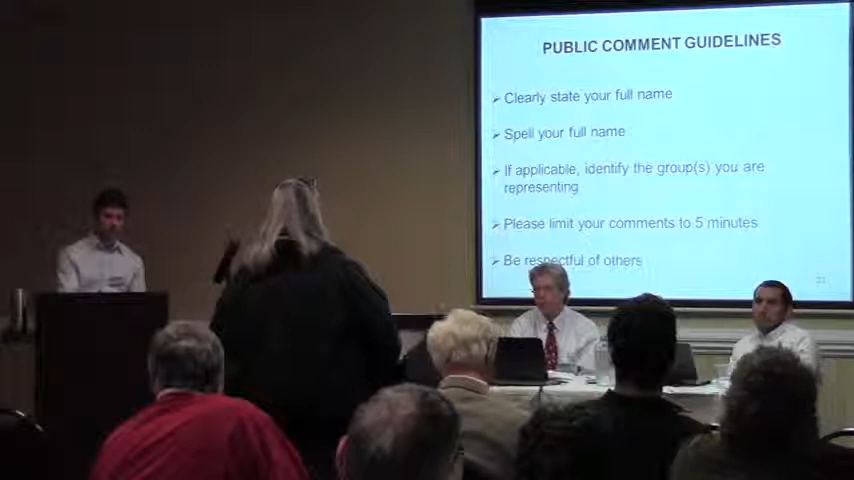 PUBLIC COMMENT GUIDELINES
➢ Clearly state your full name
➢ Spell your full name
➢ If applicable, identify the group(s) you are
representing
➢ Please limit your comments to 5 minutes
➢ Be respectful of others